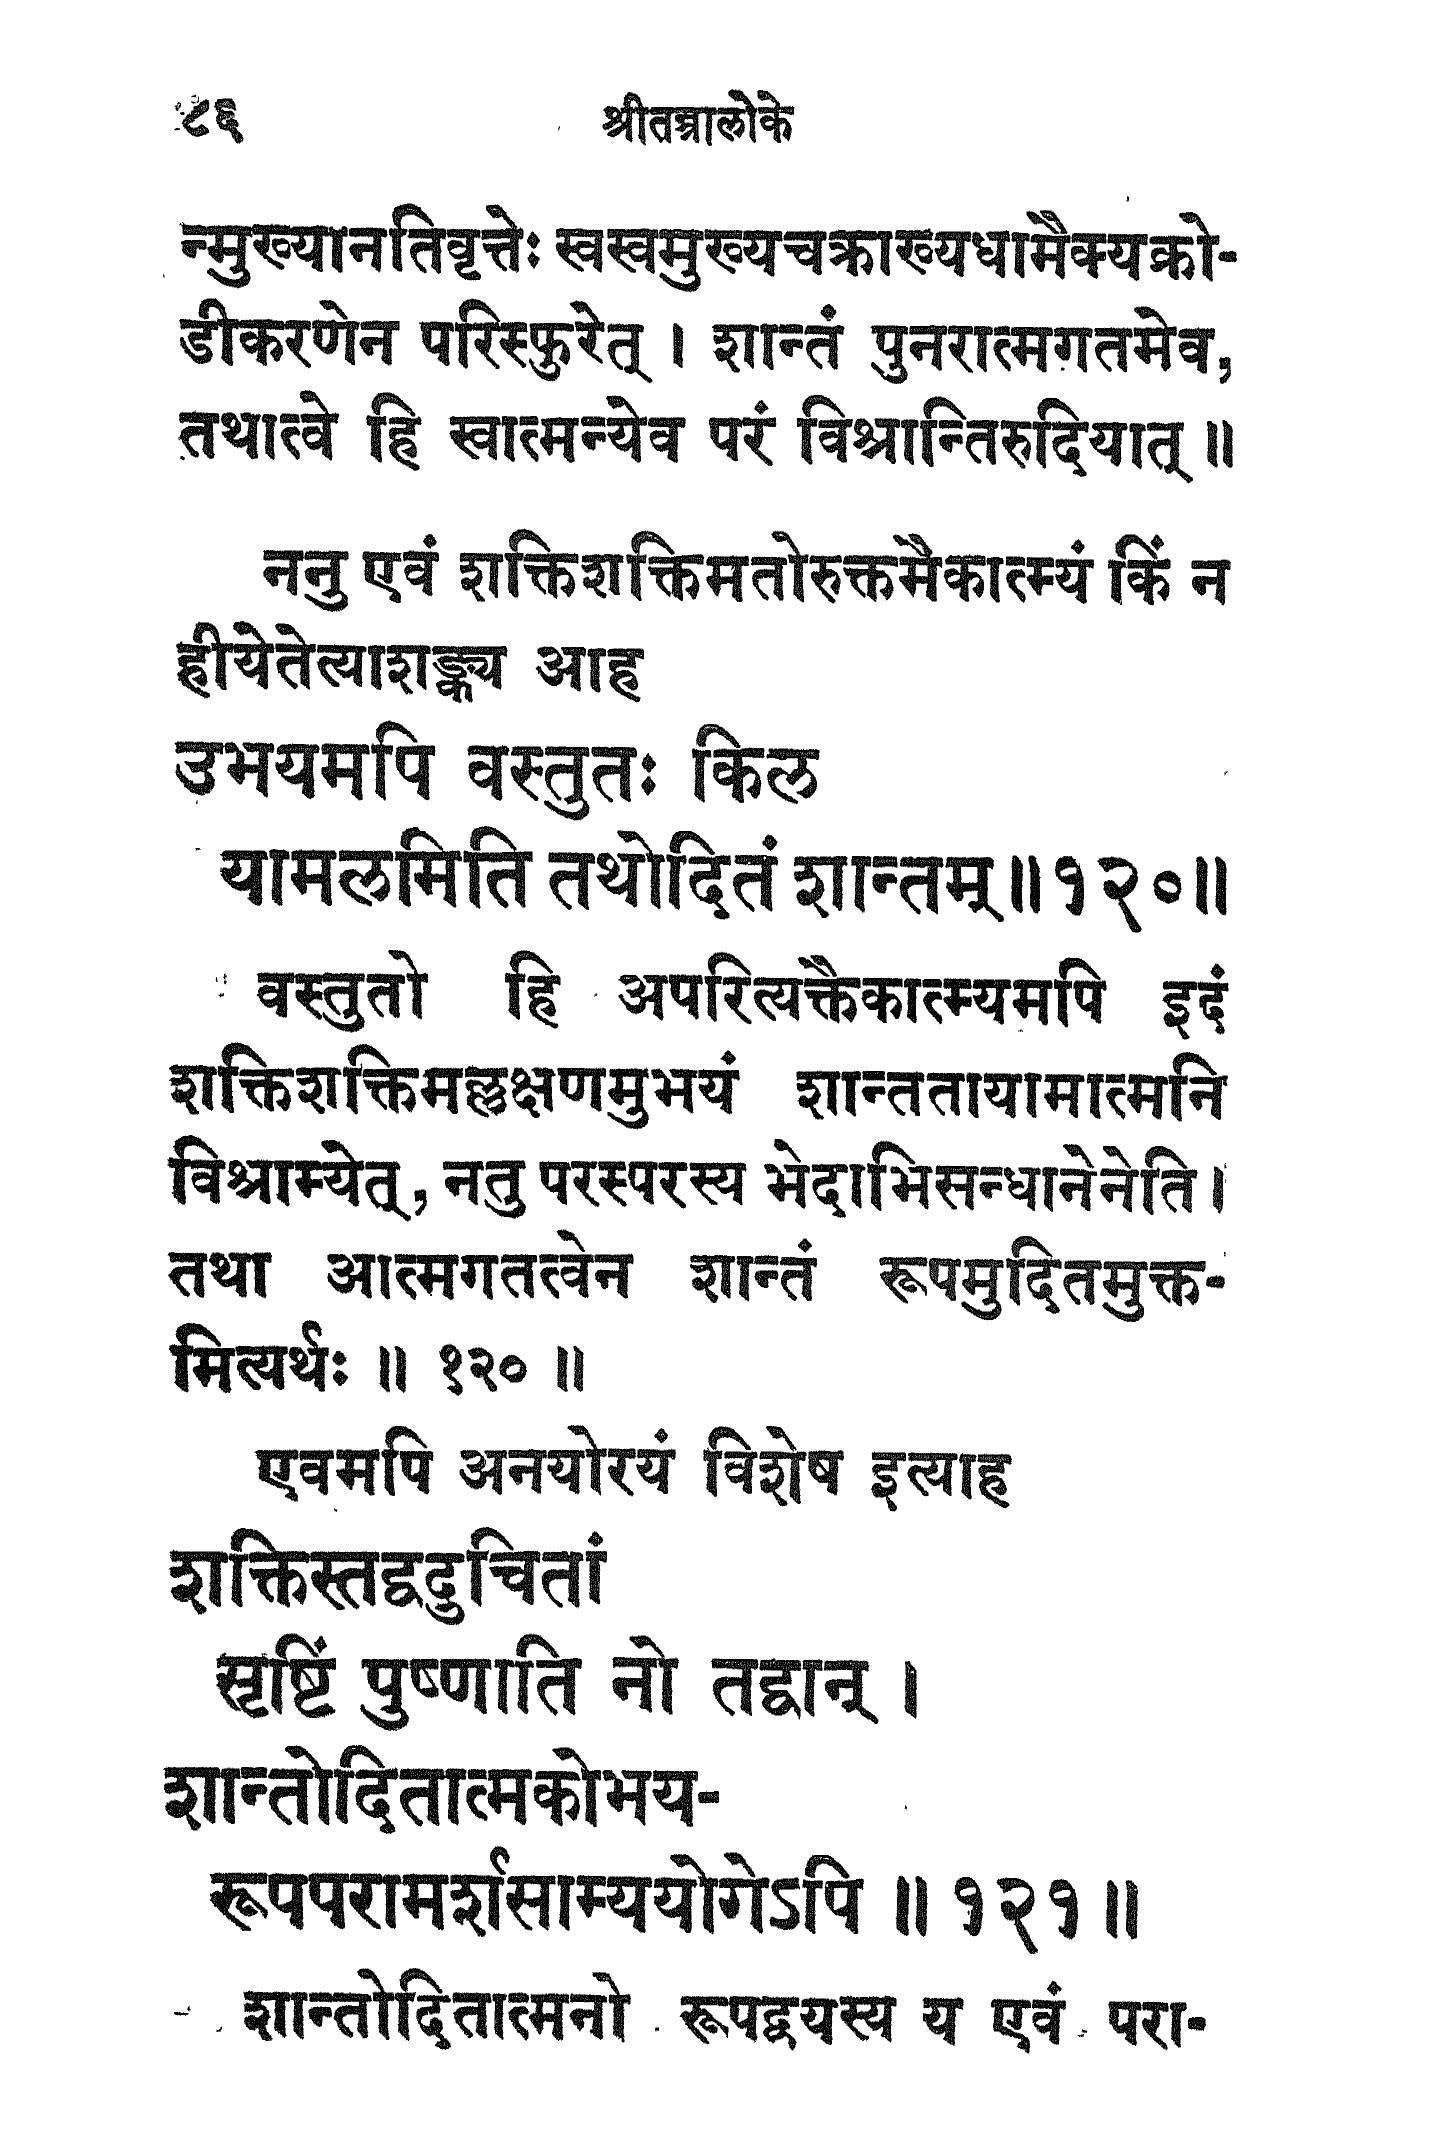 ८६ श्रीतन्त्रालोके
न्मुख्यानतिवृत्तेः स्वस्वमुख्यचक्राख्यधामैक्यक्रो-
डीकरणेन परिस्फुरेत् । शान्तं पुनरात्मगतमेव,
तथात्वे हि स्वात्मन्येव परं विश्रान्तिरुदियात् ॥
ननु एवं शक्तिशक्तिमतोरुक्तमैकात्म्यं किं न
हीयेतेत्याशङ्क्य आह
उभयमपि वस्तुतः किल
यामलमिति तथोदितं शान्तम् ॥ १२० ॥
वस्तुतो हि अपरित्यक्तैकात्म्यमपि इदं
शक्तिशक्तिमल्लक्षणमुभयं शान्ततायामात्मनि
विश्राम्येत्, नतु परस्परस्य भेदाभिसन्धानेनेति ।
तथा आत्मगतत्वेन शान्तं रूपमुदितमुक्त-
मित्यर्थः ॥ १२० ॥
एवमपि अनयोरयं विशेष इत्याह
शक्तिस्तद्वदुचितां
सृष्टिं पुष्णाति नो तद्वान् ।
शान्तोदितात्मकोभय-
रूपपरामर्शसाम्ययोगेऽपि ॥ १२१ ॥
शान्तोदितात्मनो रूपद्वयस्य य एवं परा-